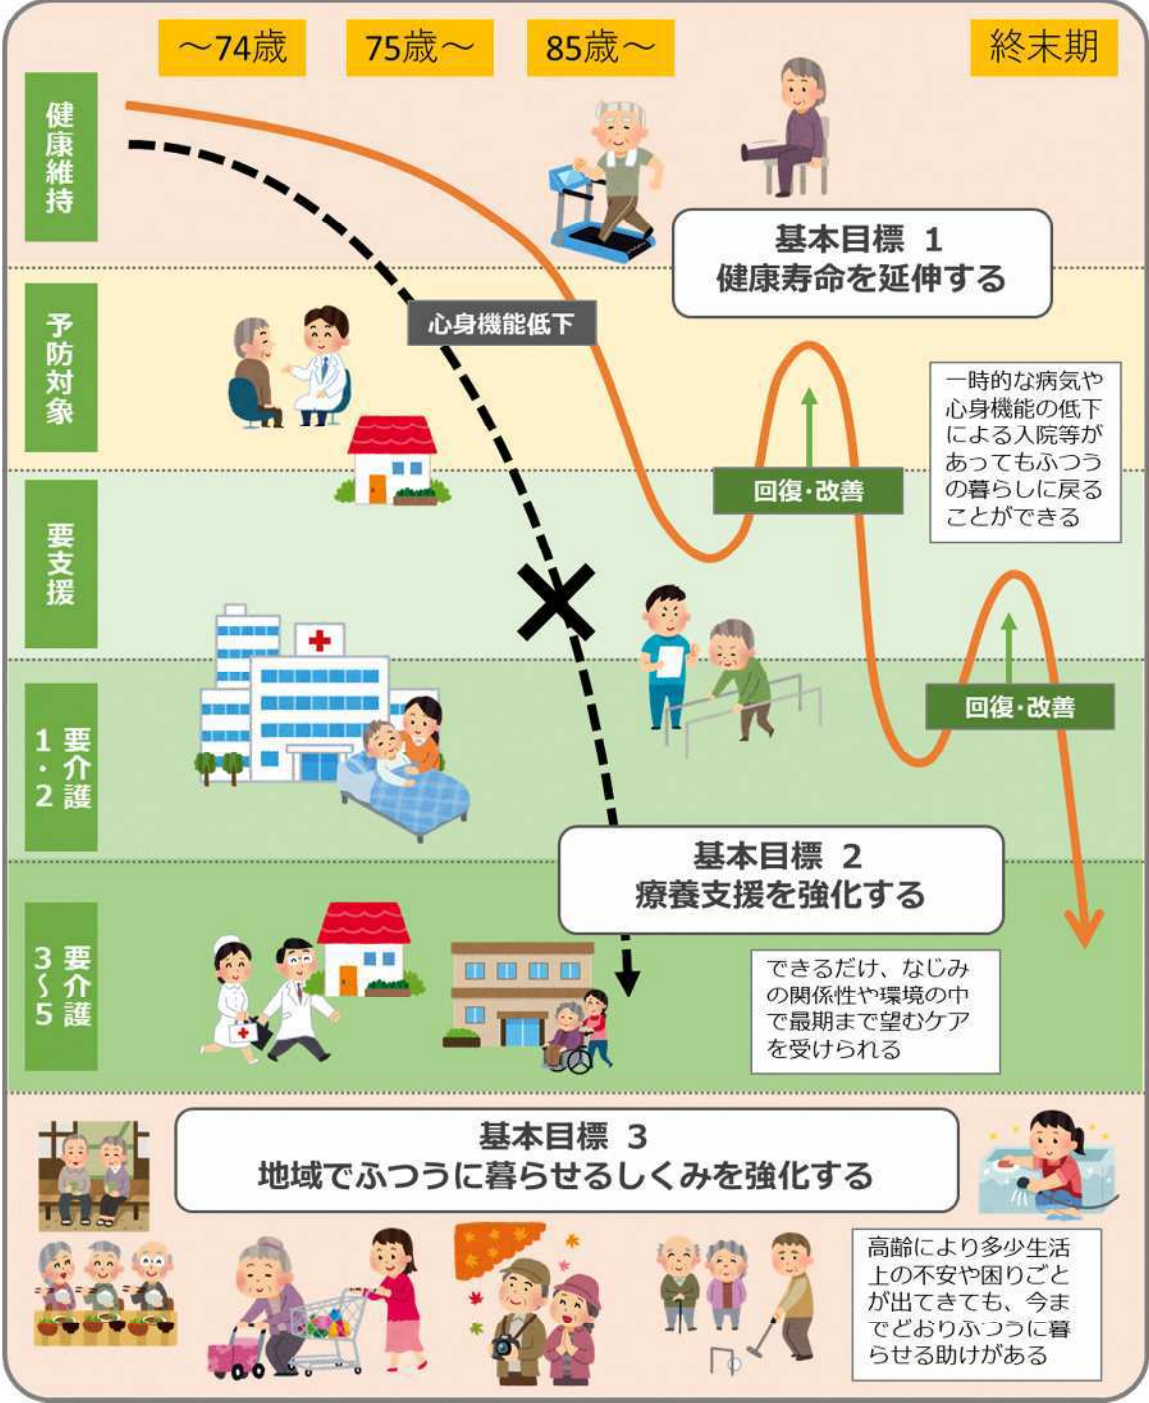 ～74歳
75歳～
85歳～
終末期
健康維持
基本目標 1
健康寿命を延伸する
予防対象
心身機能低下
一時的な病気や
心身機能の低下
による入院等が
あってもふつう
の暮らしに戻る
ことができる
回復・改善
要支援
回復・改善
要介護
1・2
基本目標 2
療養支援を強化する
要介護
3～5
できるだけ、なじみ
の関係性や環境の中
で最期まで望むケア
を受けられる
基本目標 3
地域でふつうに暮らせるしくみを強化する
高齢により多少生活
上の不安や困りごと
が出てきても、今ま
でどおりふつうに暮
らせる助けがある